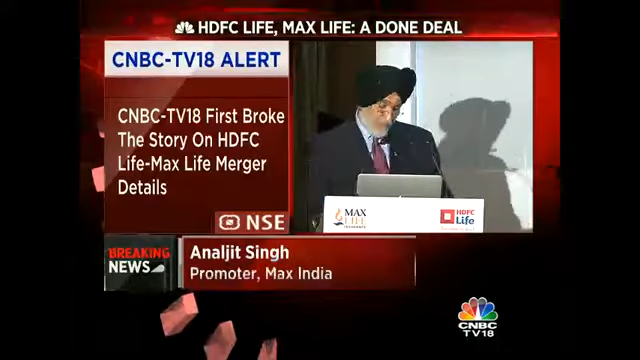 HDFC LIFE, MAX LIFE: A DONE DEAL
CNBC-TV18 ALERT
CNBC-TV18 First Broke
The Story On HDFC
Life-Max Life Merger
Details
NSE
MAX
LIFE
INSURANCE
HDFC
Life
BREAKING
NEWS
Analjit Singh
Promoter, Max India
CNBC
TV18